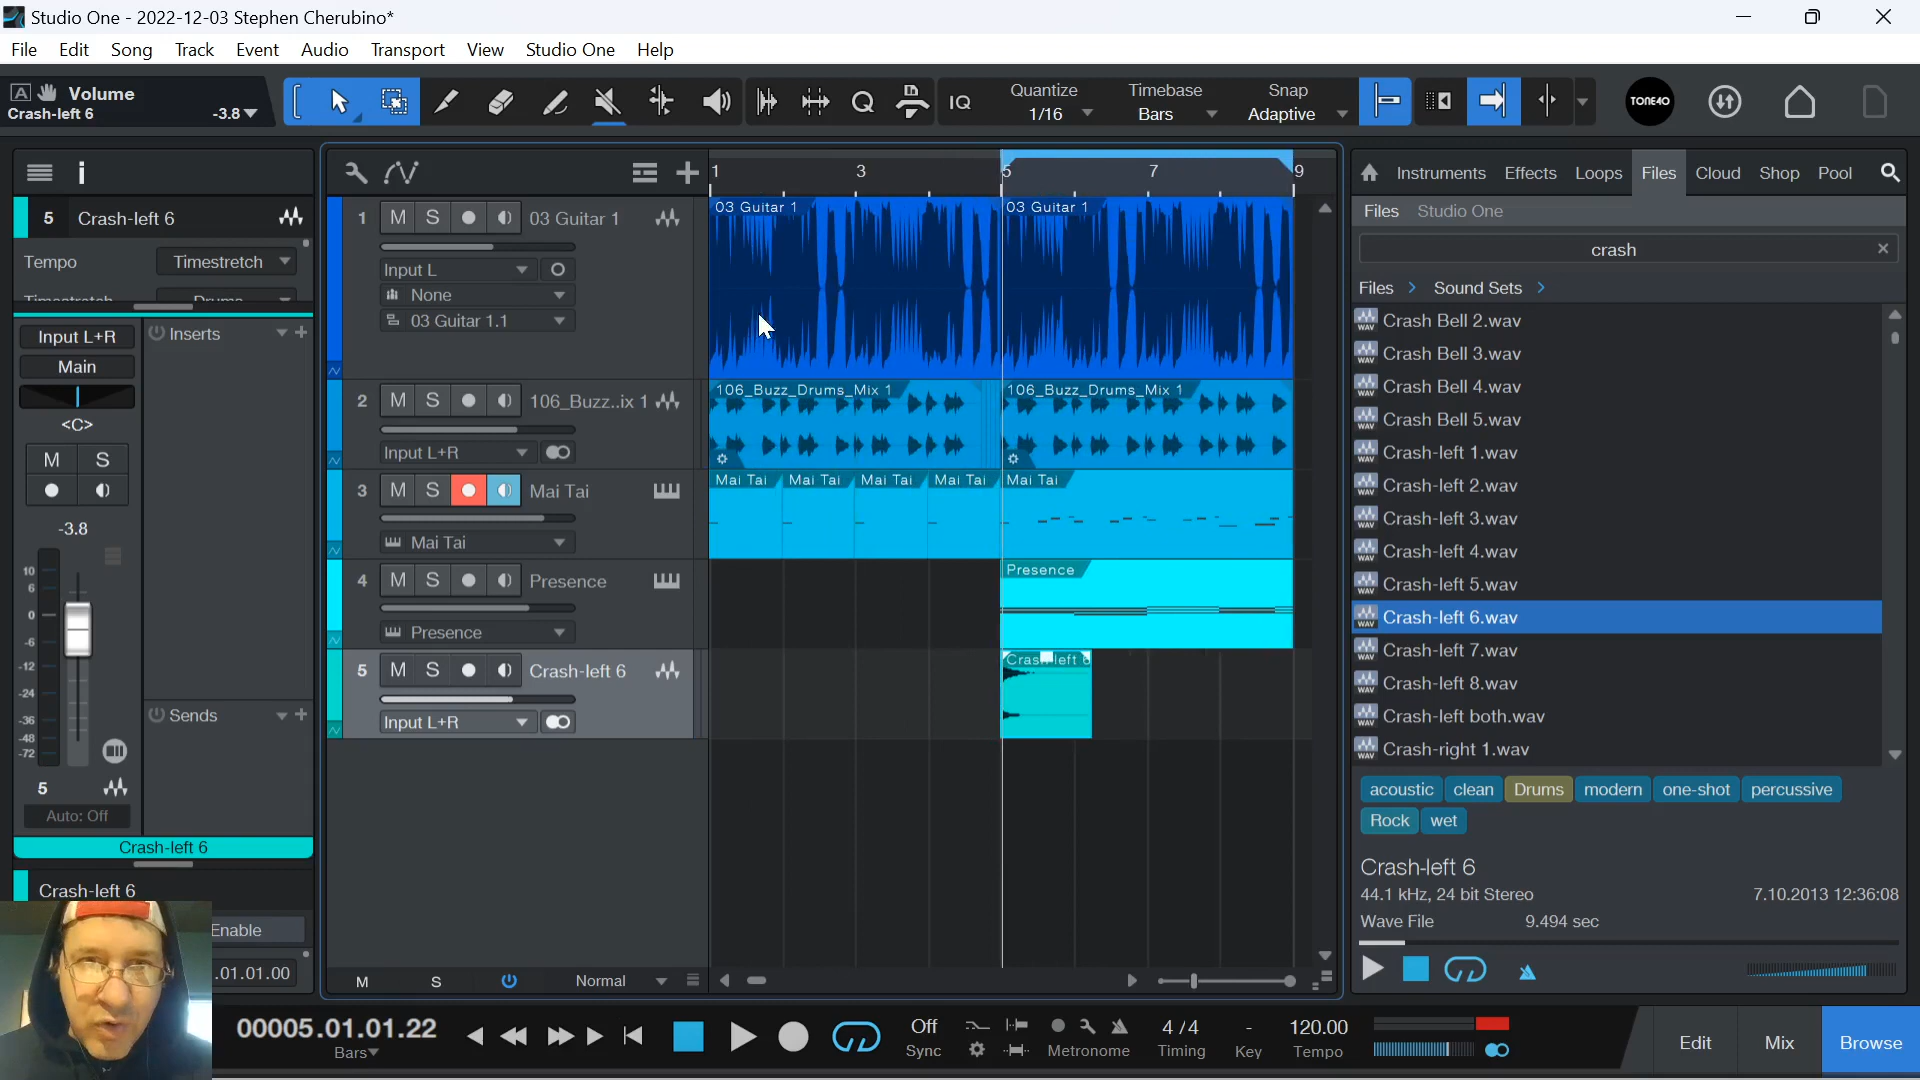 Studio One - 2022-12-03 Stephen Cherubino*
File Edit Song Track Event Audio Transport View Studio One Help
A Volume
Crash-left 6 -3.8
IQ
Quantize
1/16
Timebase
Bars
Snap
Adaptive
TONE40
i
5 Crash-left 6
Tempo Timestretch
Input L+R
Main
<C>
M S
-3.8
10
6
0
-6
-12
-24
-36
-48
-72
5
Auto: Off
Crash-left 6
Crash-left 6
Enable
.01.01.00
Inserts
Sends
1 M S 03 Guitar 1
Input L
None
03 Guitar 1.1
2 M S 106_Buzz..ix 1
Input L+R
3 M S Mai Tai
Mai Tai
4 M S Presence
Presence
5 M S Crash-left 6
Input L+R
M S Normal
1 3 5 7 9
03 Guitar 1 03 Guitar 1
106_Buzz_Drums_Mix 1 106_Buzz_Drums_Mix 1
Mai Tai Mai Tai Mai Tai Mai Tai Mai Tai
Presence
Instruments Effects Loops Files Cloud Shop Pool
Files Studio One
crash
Files > Sound Sets >
Crash Bell 2.wav
Crash Bell 3.wav
Crash Bell 4.wav
Crash Bell 5.wav
Crash-left 1.wav
Crash-left 2.wav
Crash-left 3.wav
Crash-left 4.wav
Crash-left 5.wav
Crash-left 6.wav
Crash-left 7.wav
Crash-left 8.wav
Crash-left both.wav
Crash-right 1.wav
acoustic clean Drums modern one-shot percussive
Rock wet
Crash-left 6
44.1 kHz, 24 bit Stereo 7.10.2013 12:36:08
Wave File 9.494 sec
00005.01.01.22
Bars
Off
Sync
Metronome
4 / 4
Timing
-
Key
120.00
Tempo
Edit Mix Browse